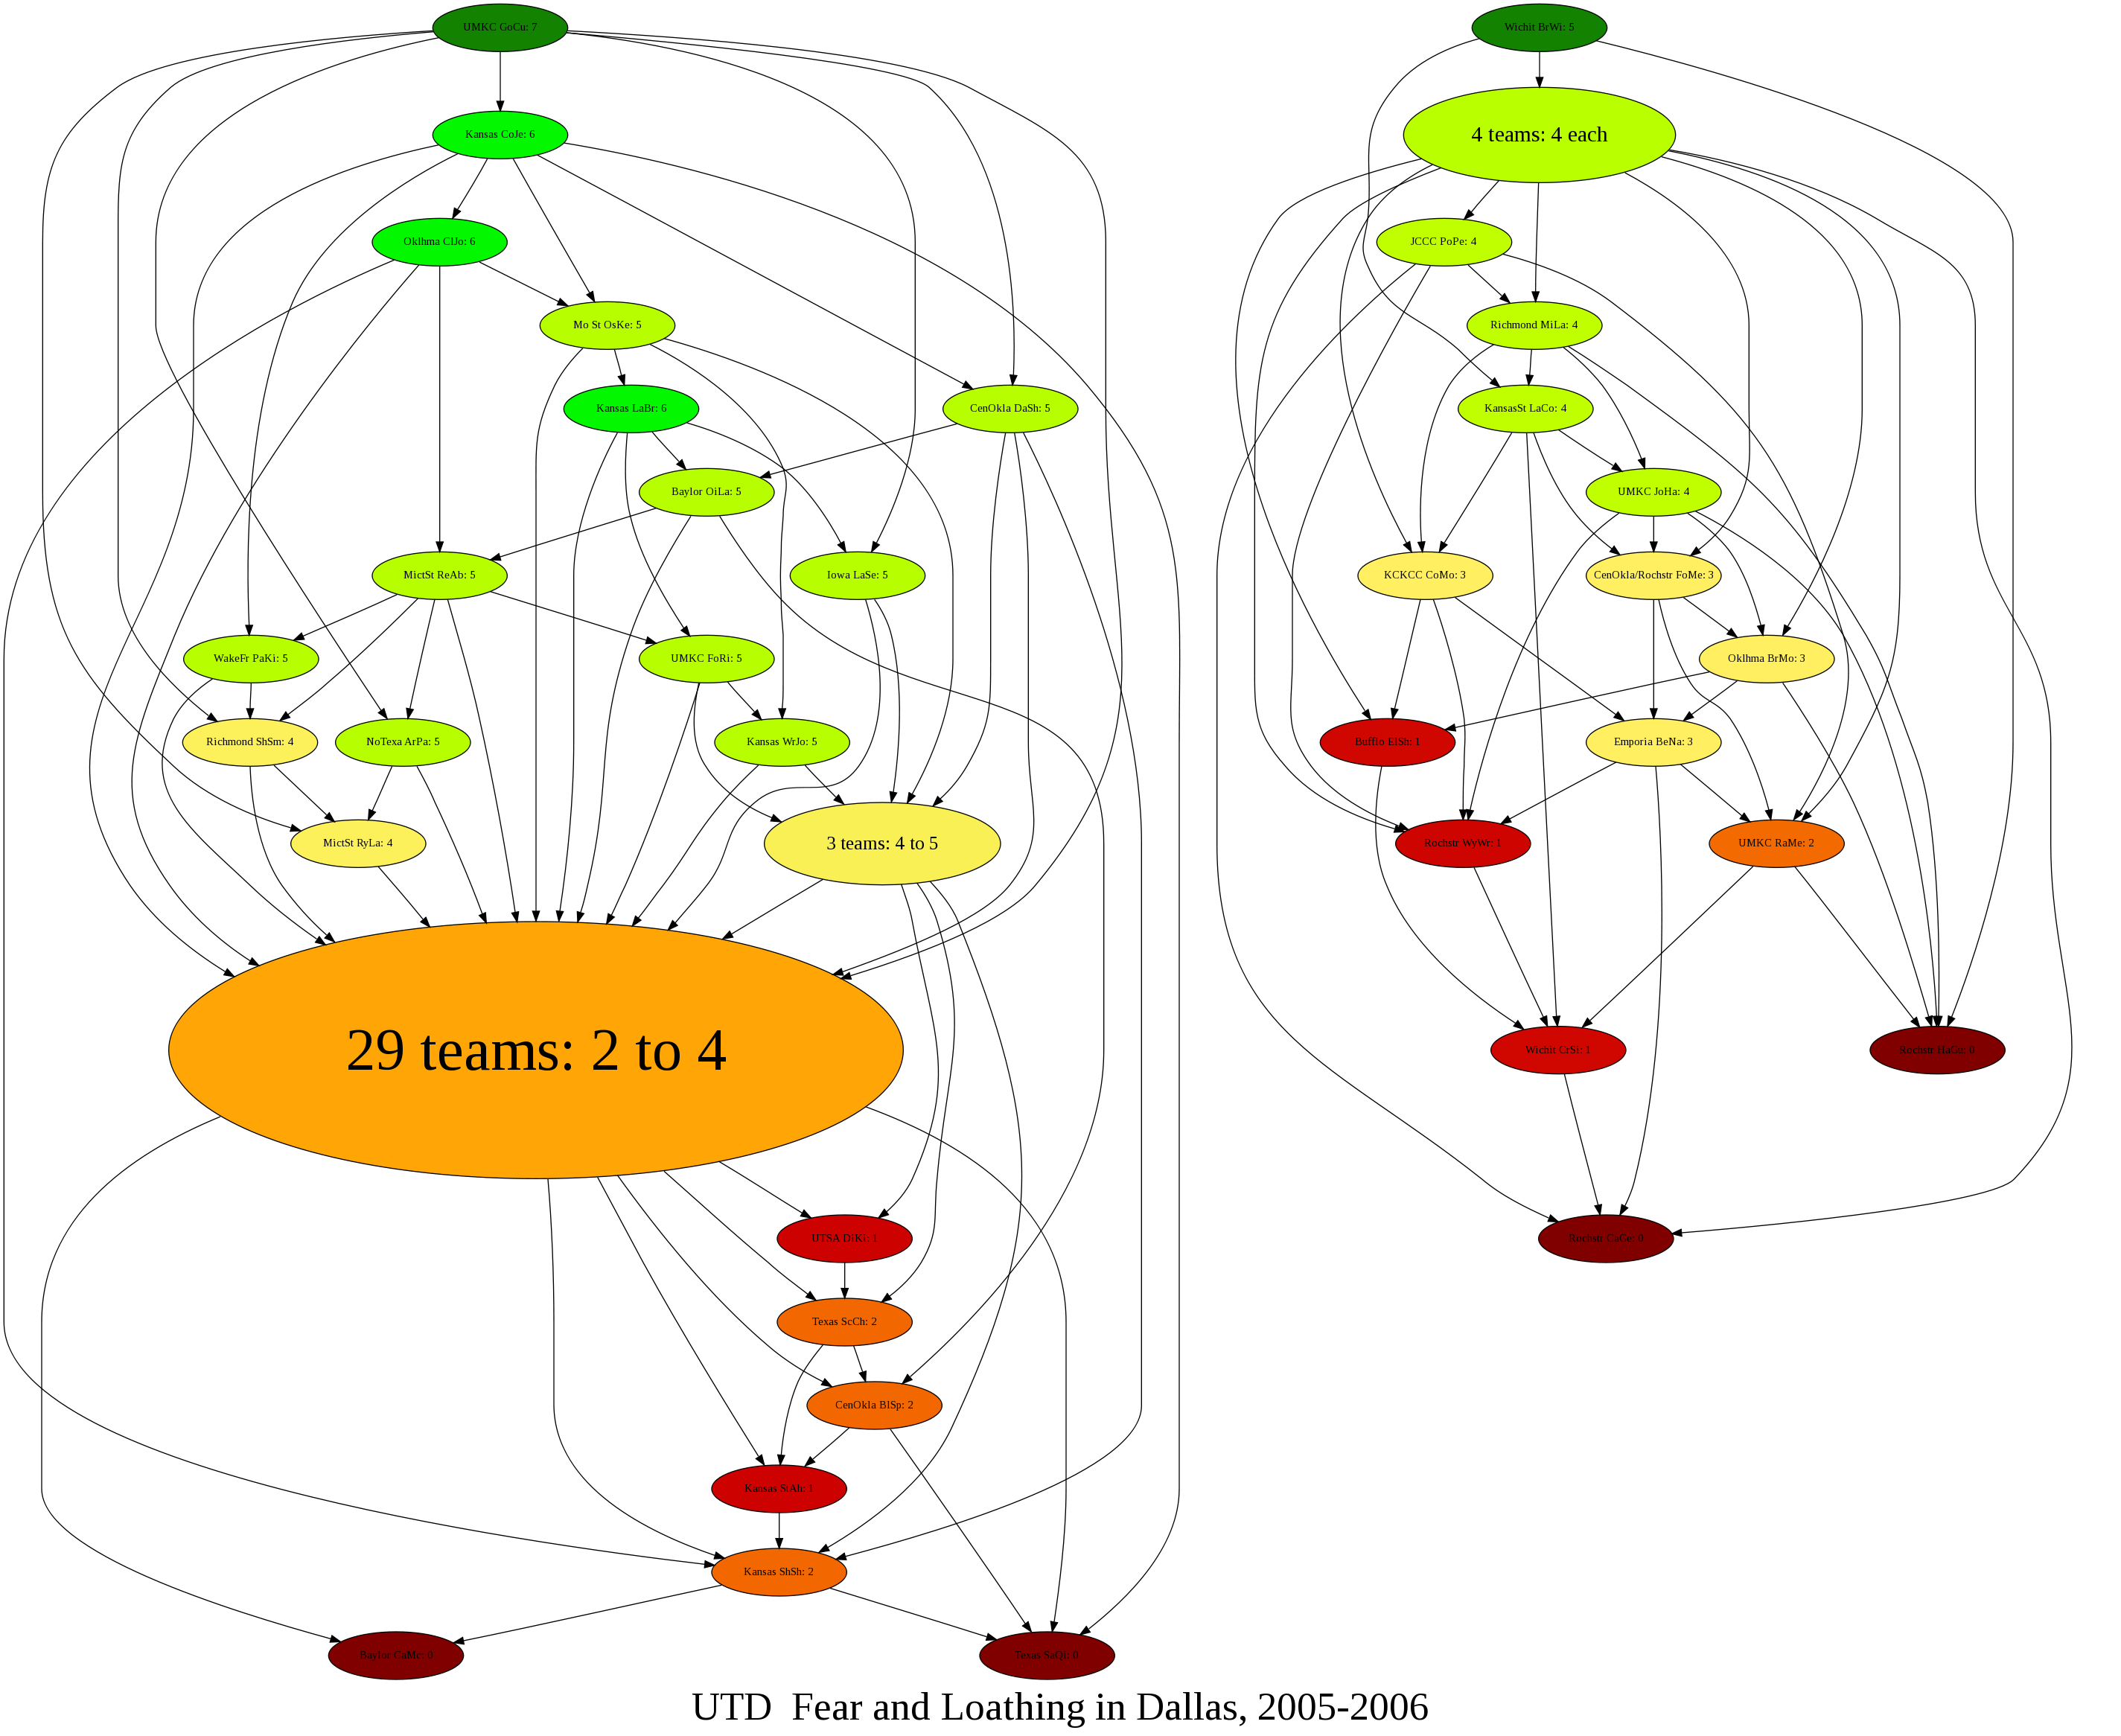 UMKC GoCu: 7
Wichit BrWi: 5
Kansas CoJe: 6
4 teams: 4 each
Oklhma ClJo: 6
JCCC PoPe: 4
Mo St OsKe: 5
Richmond MiLa: 4
Kansas LaBr: 6
CenOkla DaSh: 5
KansasSt LaCo: 4
Baylor OiLa: 5
UMKC JoHa: 4
MictSt ReAb: 5
Iowa LaSe: 5
KCKCC CoMo: 3
CenOkla/Rochstr FoMe: 3
WakeFr PaKi: 5
UMKC FoRi: 5
Oklhma BrMo: 3
Richmond ShSm: 4
NoTexa ArPa: 5
Kansas WrJo: 5
Bufflo ElSh: 1
Emporia BeNa: 3
MictSt RyLa: 4
3 teams: 4 to 5
Rochstr WyWr: 1
UMKC RaMe: 2
29 teams: 2 to 4
Wichit CrSi: 1
Rochstr HaGu: 0
UTSA DiKi: 1
Rochstr CaGe: 0
Texas ScCh: 2
CenOkla BlSp: 2
Kansas StAb: 1
Kansas ShSh: 2
Baylor CaMc: 0
Texas SaQi: 0
UTD  Fear and Loathing in Dallas, 2005-2006